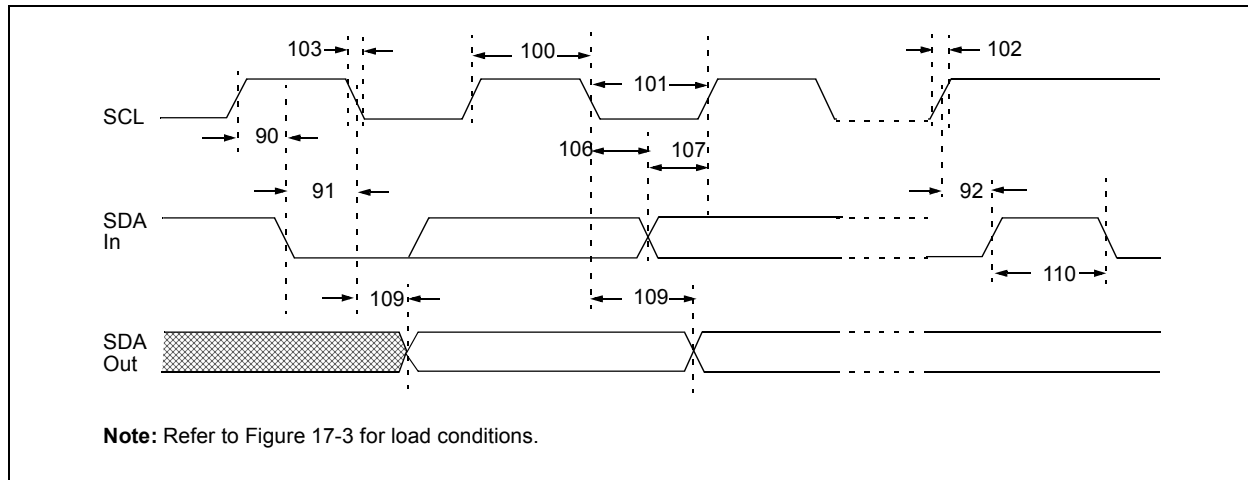 103
100
102
101
SCL
90
106
107
91
92
SDA
In
110
109
109
SDA
Out
Note: Refer to Figure 17-3 for load conditions.